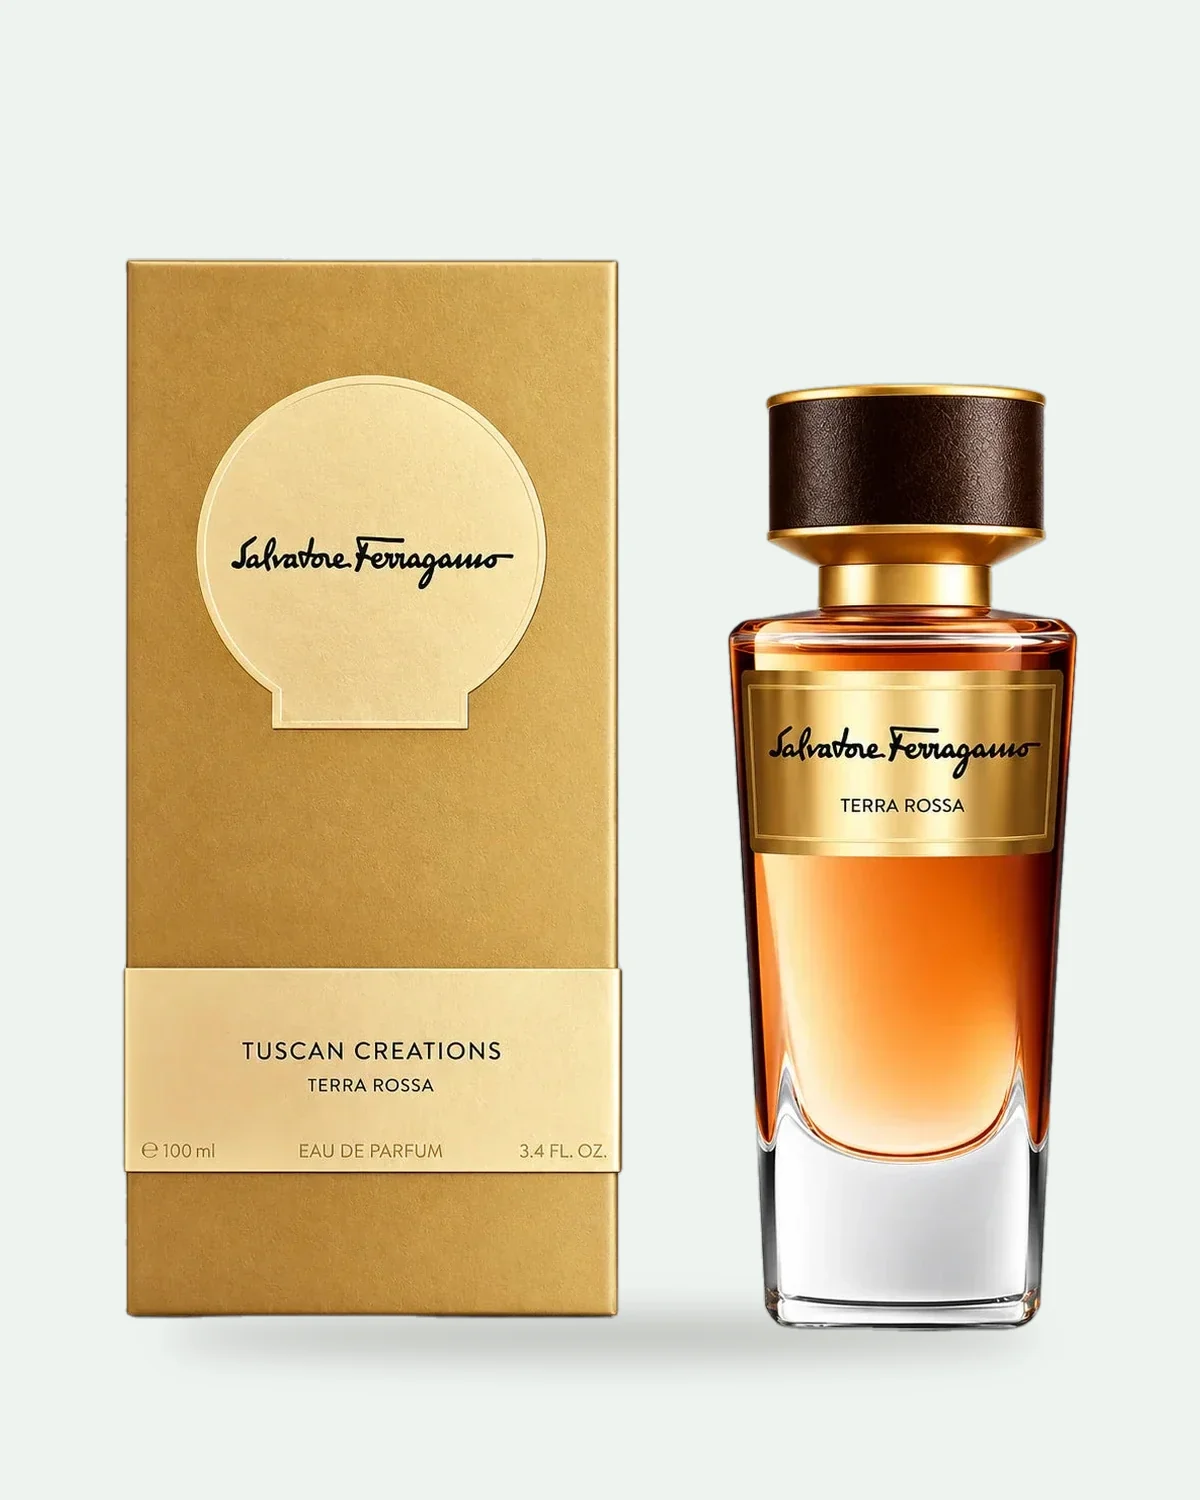 Salvatore Ferragamo
TUSCAN CREATIONS
TERRA ROSSA
℮ 100 ml EAU DE PARFUM 3.4 FL. OZ.
Salvatore Ferragamo
TERRA ROSSA